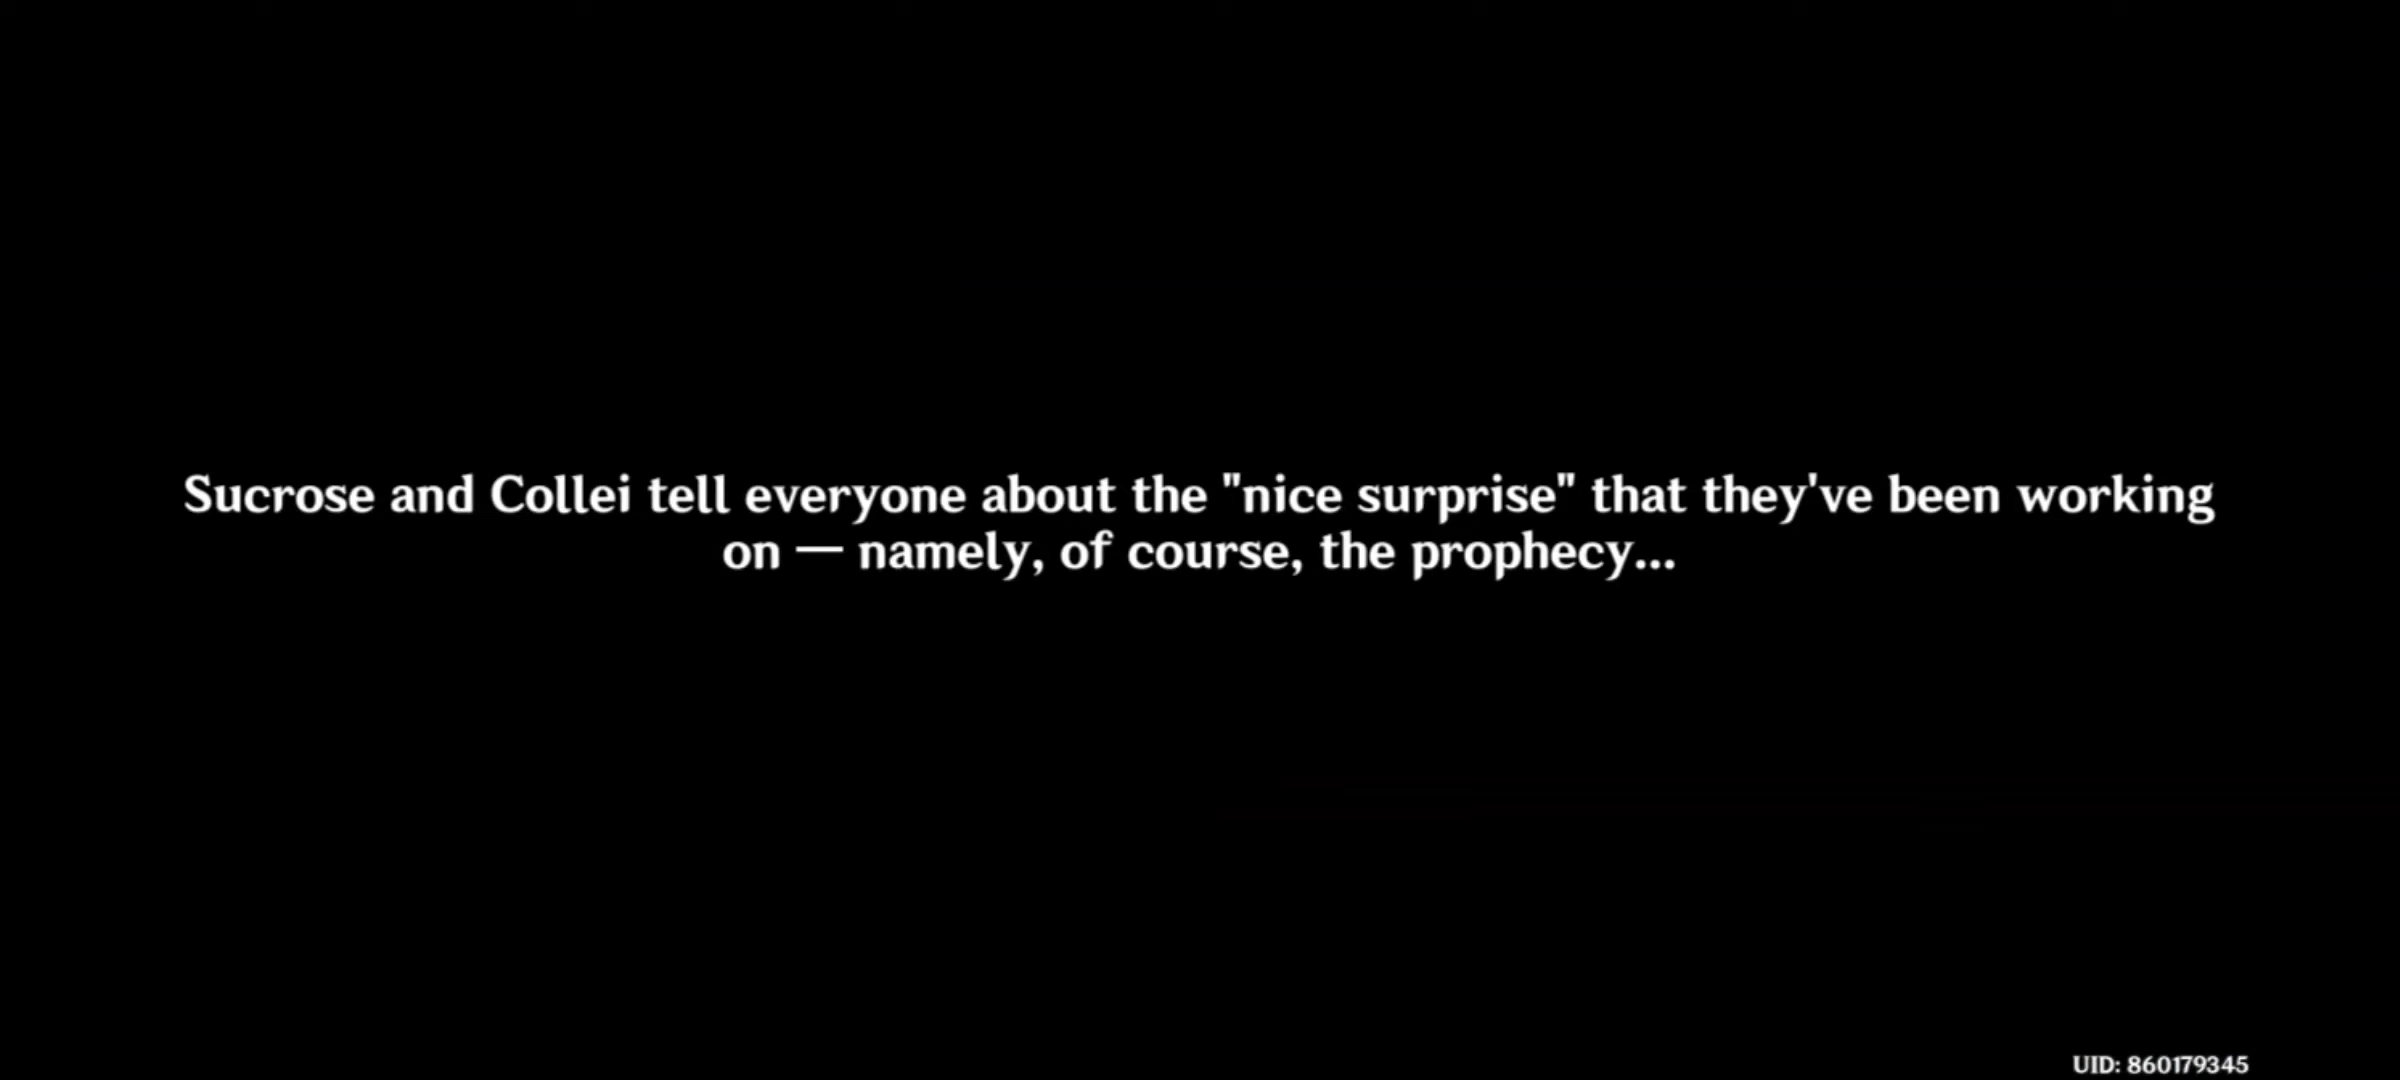 Sucrose and Collei tell everyone about the "nice surprise" that they've been working
on — namely, of course, the prophecy...
UID: 860179345